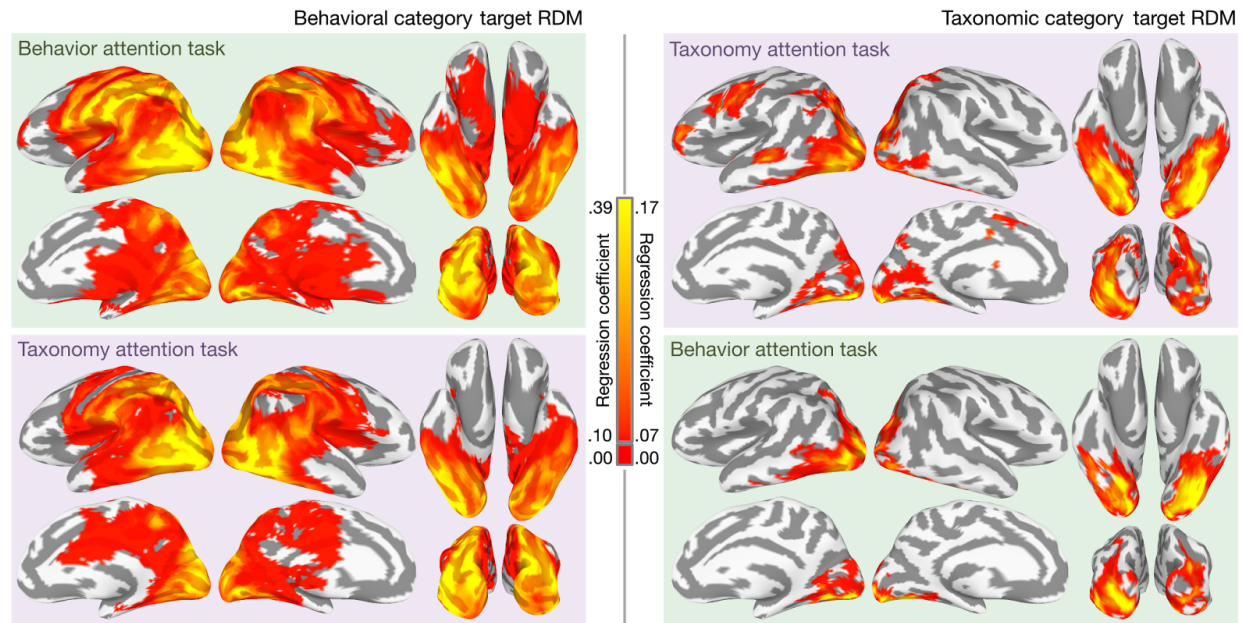 Behavioral category target RDM
Behavior attention task
Taxonomy attention task
.39
.10
.00
Regression coefficient
.17
.07
.00
Regression coefficient
Taxonomic category target RDM
Taxonomy attention task
Behavior attention task